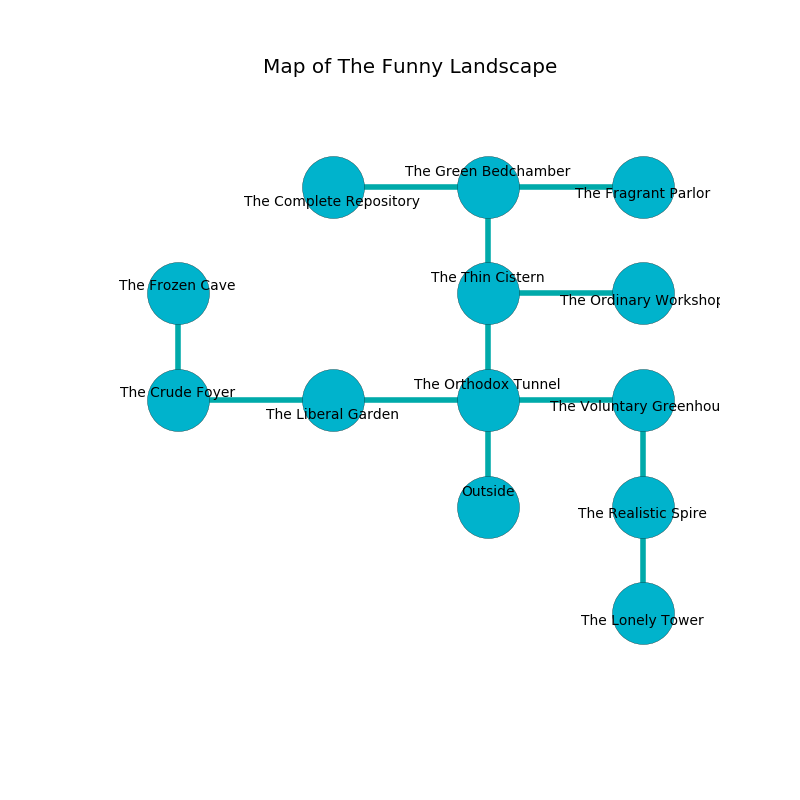 Map of The Funny Landscape
The Green Bedchamber
The Complete Repository
The Fragrant Parlor
The Thin Cistern
The Frozen Cave
The Ordinary Workshop
The Orthodox Tunnel
The Crude Foyer
The Liberal Garden
The Voluntary Greenhou
Outside
The Realistic Spire
The Lonely Tower